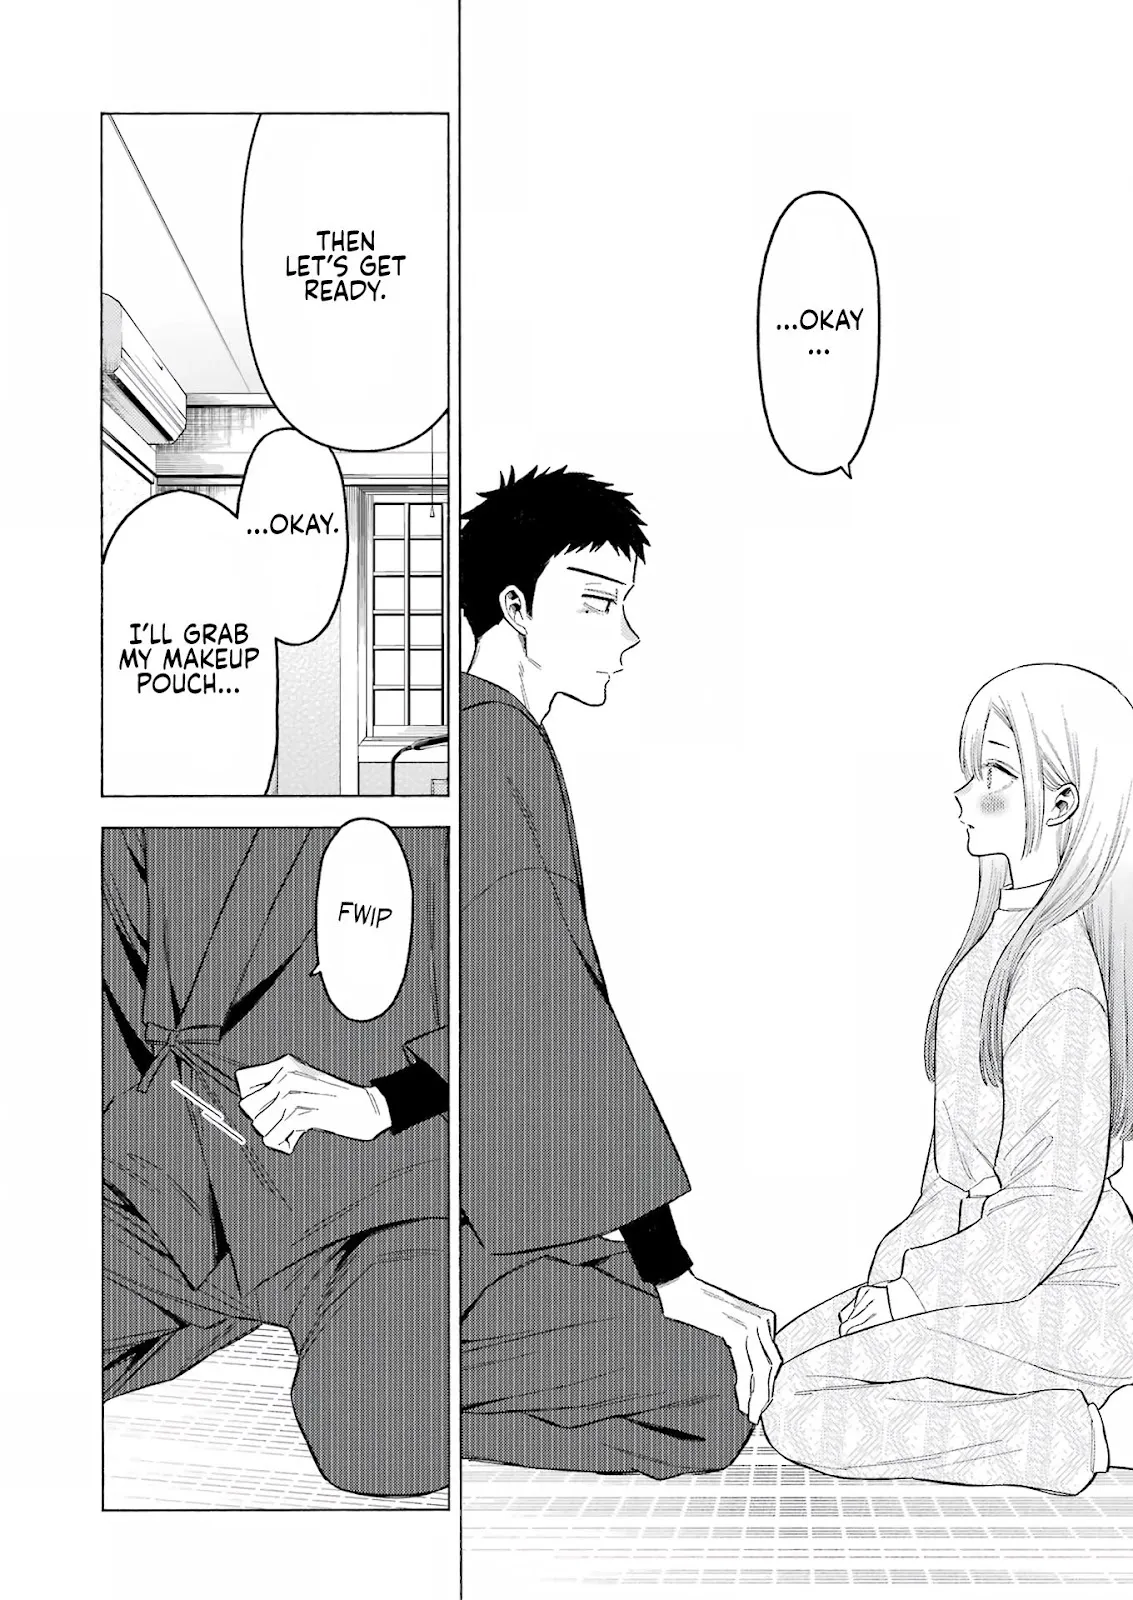 ...OKAY
...
THEN
LET'S GET
READY.
...OKAY.
I'LL GRAB
MY MAKEUP
POUCH...
FWIP